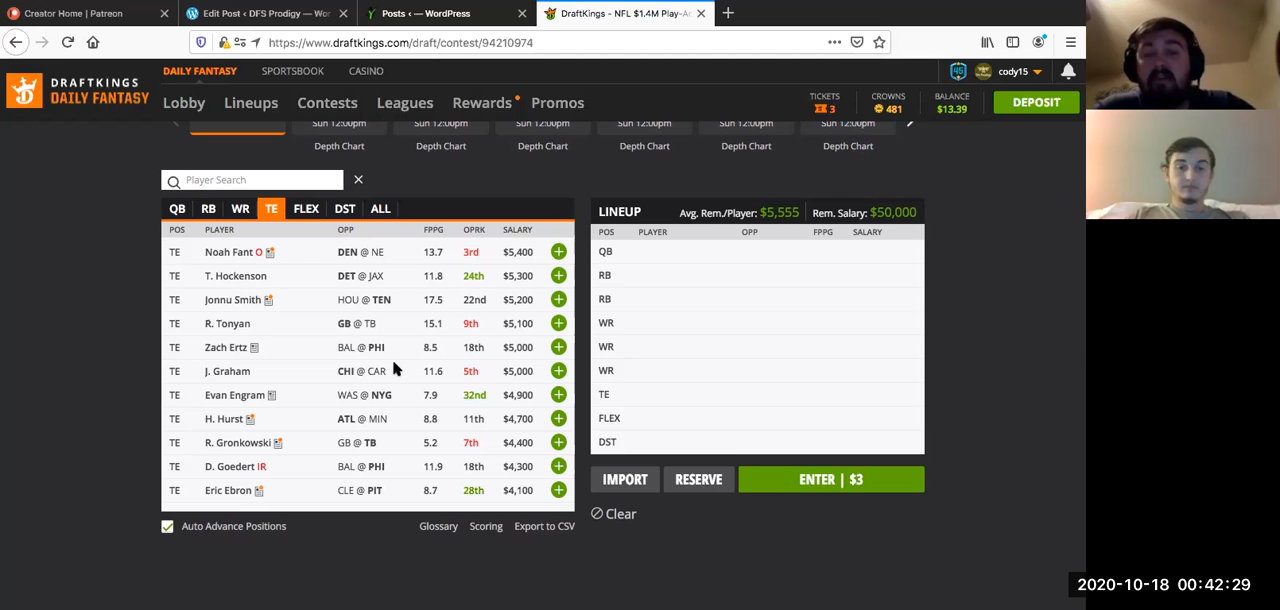 Creator Home | Patreon
Edit Post ‹ DFS Prodigy — Wor
Posts ‹ — WordPress
DraftKings - NFL $1.4M Play-Ac
https://www.draftkings.com/draft/contest/94210974
DRAFTKINGS
DAILY FANTASY
DAILY FANTASY SPORTSBOOK CASINO
45 cody15
Lobby Lineups Contests Leagues Rewards Promos
TICKETS CROWNS BALANCE
3 481 $13.39
DEPOSIT
Sun 12:00pm Sun 12:00pm Sun 12:00pm Sun 12:00pm Sun 12:00pm Sun 12:00pm
Depth Chart Depth Chart Depth Chart Depth Chart Depth Chart Depth Chart
Player Search
QB RB WR TE FLEX DST ALL
POS PLAYER OPP FPPG OPRK SALARY
TE Noah Fant O DEN @ NE 13.7 3rd $5,400
TE T. Hockenson DET @ JAX 11.8 24th $5,300
TE Jonnu Smith HOU @ TEN 17.5 22nd $5,200
TE R. Tonyan GB @ TB 15.1 9th $5,100
TE Zach Ertz BAL @ PHI 8.5 18th $5,000
TE J. Graham CHI @ CAR 11.6 5th $5,000
TE Evan Engram WAS @ NYG 7.9 32nd $4,900
TE H. Hurst ATL @ MIN 8.8 11th $4,700
TE R. Gronkowski GB @ TB 5.2 7th $4,400
TE D. Goedert IR BAL @ PHI 11.9 18th $4,300
TE Eric Ebron CLE @ PIT 8.7 28th $4,100
Auto Advance Positions Glossary Scoring Export to CSV
LINEUP Avg. Rem./Player: $5,555 Rem. Salary: $50,000
POS PLAYER OPP FPPG SALARY
QB
RB
RB
WR
WR
WR
TE
FLEX
DST
IMPORT RESERVE ENTER | $3
Clear
2020-10-18 00:42:29